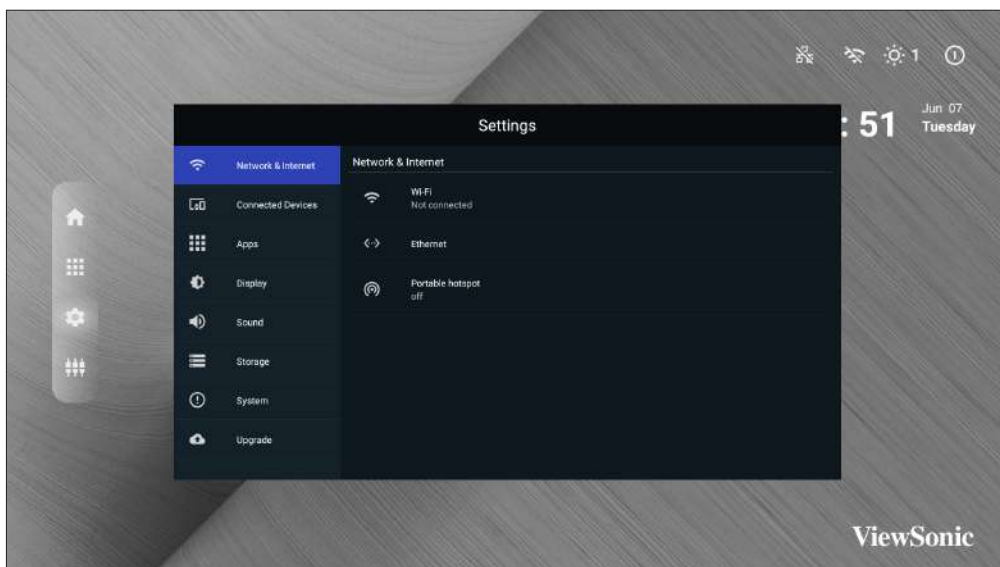 1
Jun 07
: 51
Tuesday
Settings
Network & Internet
Connected Devices
Apps
Display
Sound
Storage
System
Upgrade
Network & Internet
Wi-Fi
Not connected
Ethernet
Portable hotspot
off
ViewSonic